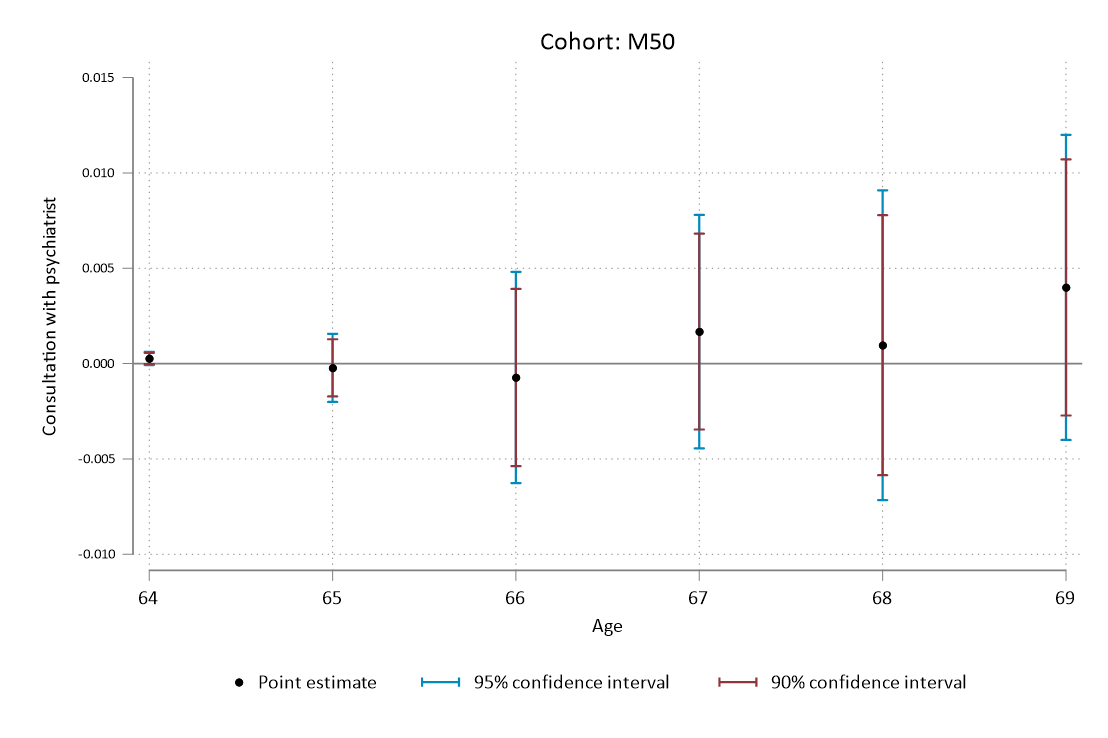 Cohort: M50
0.015
0.010
0.005
0.000
-0.005
-0.010
Consultation with psychiatrist
64 65 66 67 68 69
Age
Point estimate 95% confidence interval 90% confidence interval